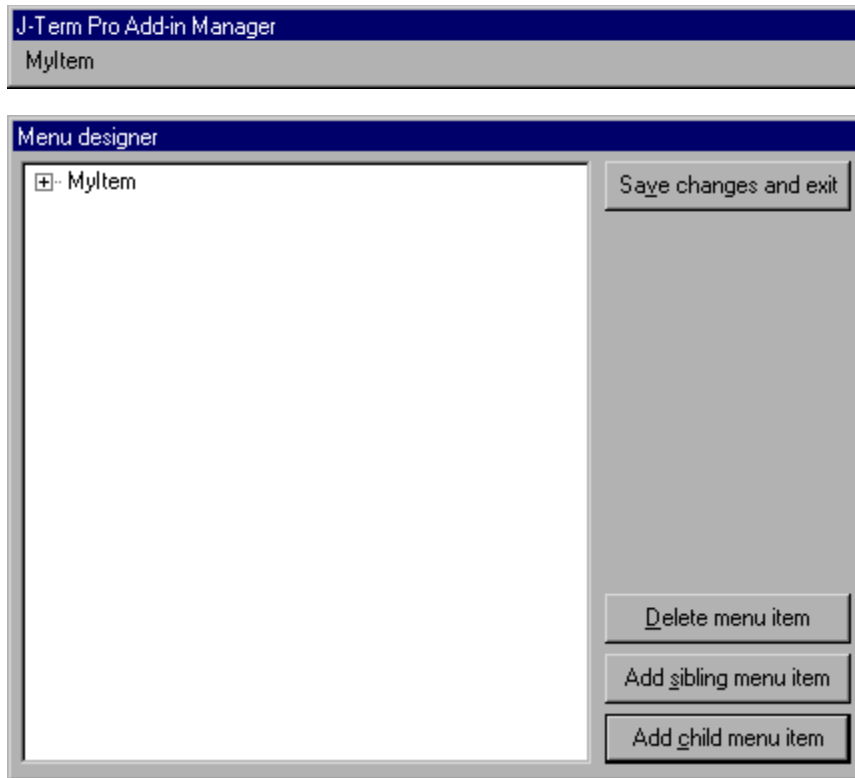 J-Term Pro Add-in Manager
MyItem
Menu designer
MyItem
Save changes and exit
Delete menu item
Add sibling menu item
Add child menu item